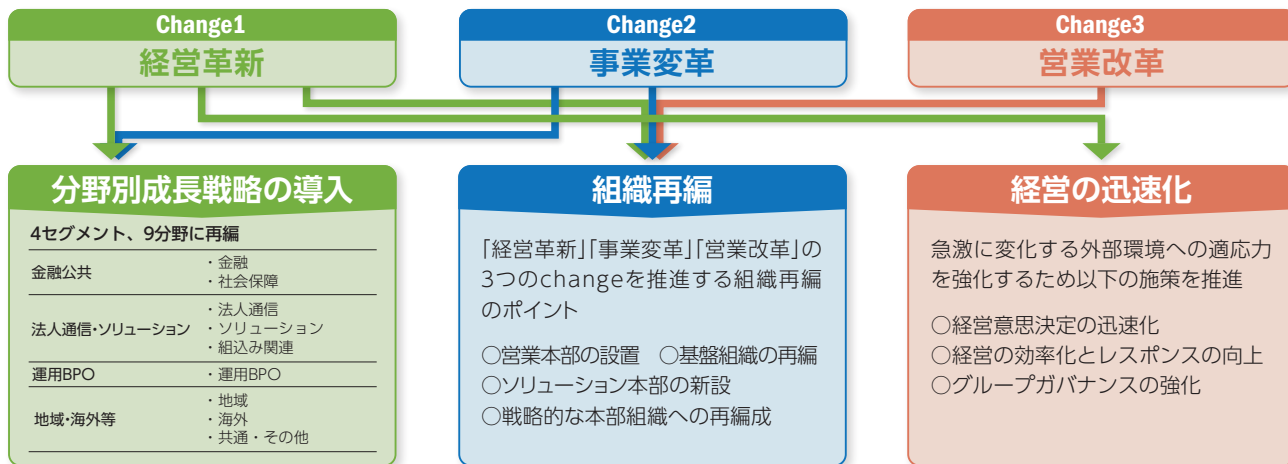 Change1
経営革新
Change2
事業変革
Change3
営業改革
分野別成長戦略の導入
4セグメント、9分野に再編
金融公共
・金融
・社会保障
法人通信・ソリューション
・法人通信
・ソリューション
・組込み関連
運用BPO
・運用BPO
地域・海外等
・地域
・海外
・共通・その他
組織再編
「経営革新」「事業変革」「営業改革」の
3つのchangeを推進する組織再編
のポイント
○営業本部の設置　○基盤組織の再編
○ソリューション本部の新設
○戦略的な本部組織への再編成
経営の迅速化
急激に変化する外部環境への適応力
を強化するため以下の施策を推進
○経営意思決定の迅速化
○経営の効率化とレスポンスの向上
○グループガバナンスの強化